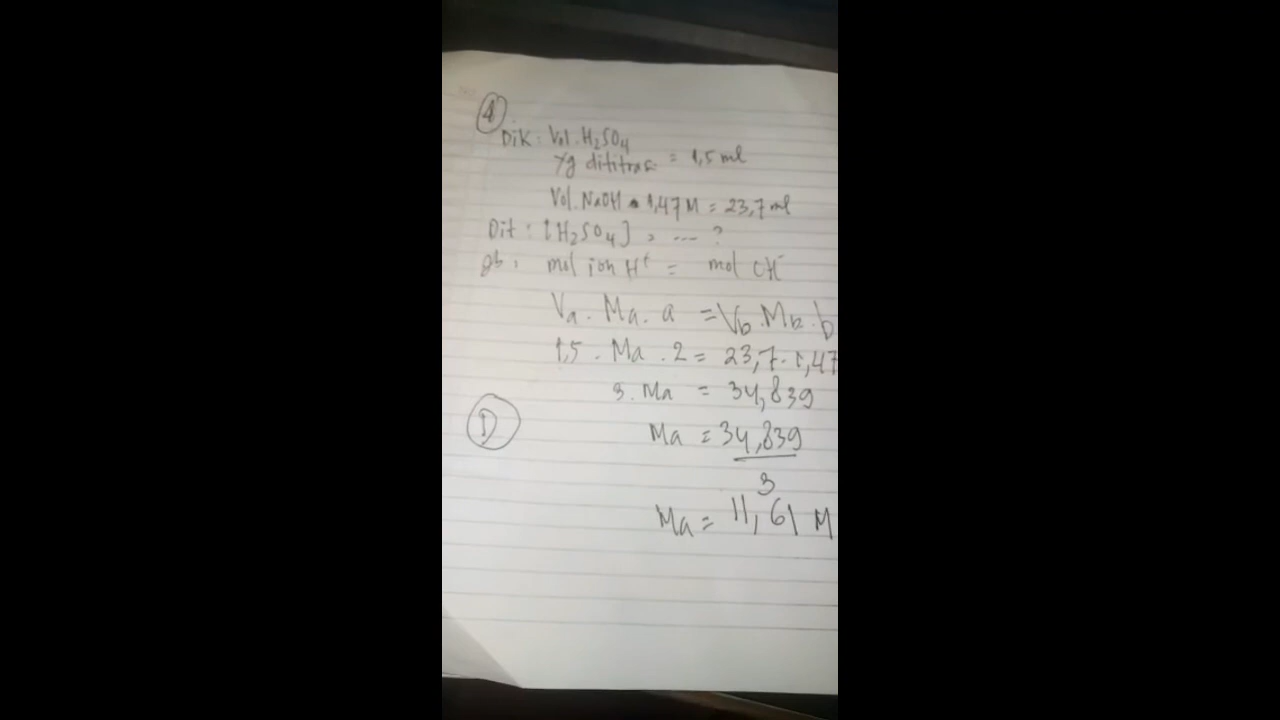 1
Dik: Vol. H₂SO₄
yg dititrasi = 1,5 ml
Vol. NaOH 1,47 M = 23,7 ml
Dit: [H₂SO₄] = ... ?
Jb: mol ion H⁺ = mol OH⁻
Va. Ma. a = Vb. Mb. b
1,5 . Ma . 2 = 23,7 . 1,47
3. Ma = 34,839
D
Ma = 34,839
3
Ma = 11,61 M